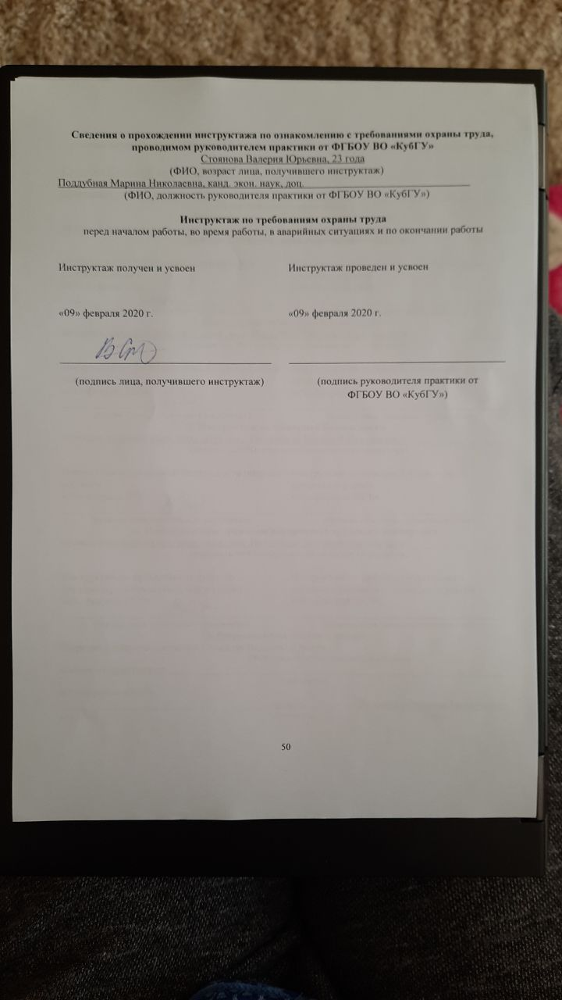 Сведения о прохождении инструктажа по ознакомлению с требованиями охраны труда,
проводимом руководителем практики от ФГБОУ ВО «КубГУ»
Стоянова Валерия Юрьевна, 23 года
(ФИО, возраст лица, получившего инструктаж)
Поддубная Марина Николаевна, канд. экон. наук, доц.
(ФИО, должность руководителя практики от ФГБОУ ВО «КубГУ»)
Инструктаж по требованиям охраны труда
перед началом работы, во время работы, в аварийных ситуациях и по окончании работы
Инструктаж получен и усвоен
Инструктаж проведен и усвоен
«09» февраля 2020 г.
«09» февраля 2020 г.
(подпись лица, получившего инструктаж)
(подпись руководителя практики от
ФГБОУ ВО «КубГУ»)
50